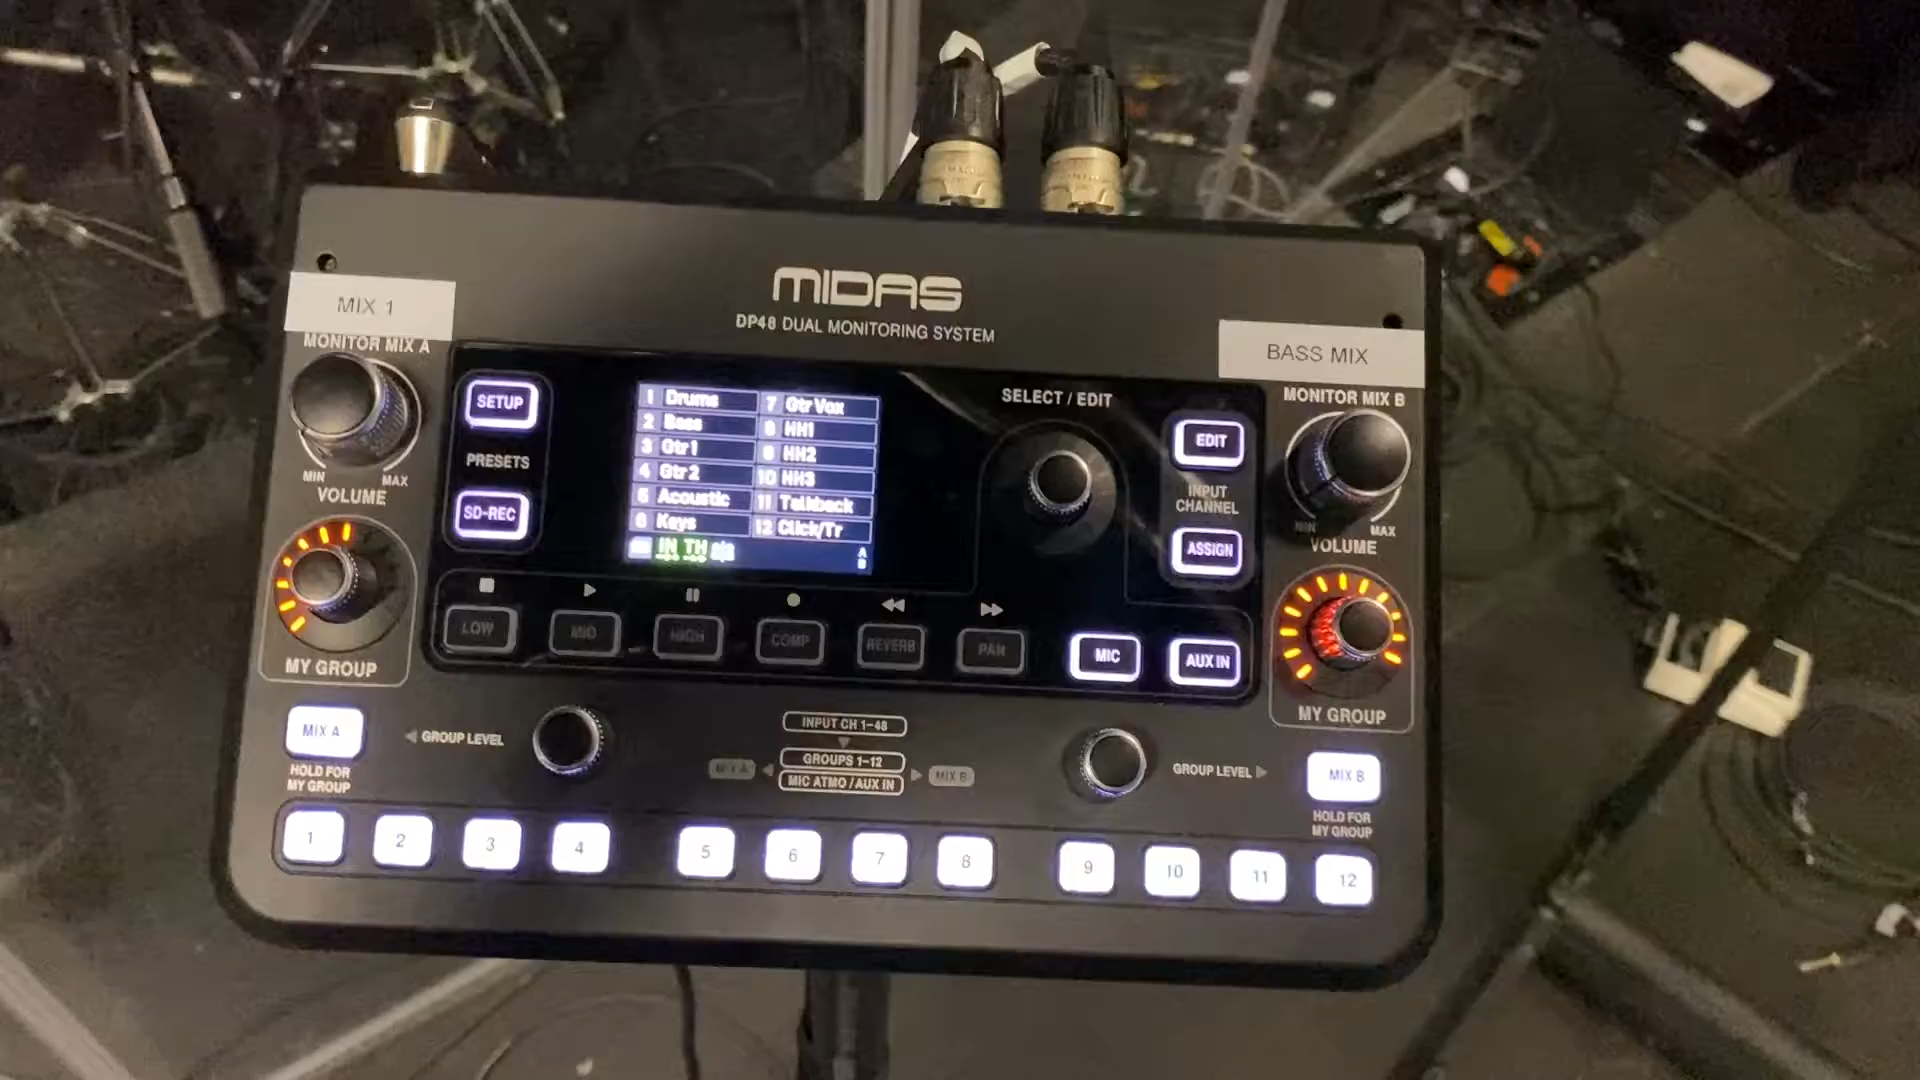 MIDAS
DP48 DUAL MONITORING SYSTEM
MIX 1
MONITOR MIX A
MIN MAX
VOLUME
MY GROUP
SETUP
PRESETS
SD-REC
1 Drums 7 Gtr Vox
2 Bass 8 HH1
3 Gtr 1 9 HH2
4 Gtr 2 10 HH3
5 Acoustic 11 Talkback
6 Keys 12 Click/Tr
IN TH
A
B
SELECT / EDIT
EDIT
INPUT
CHANNEL
ASSIGN
BASS MIX
MONITOR MIX B
MIN MAX
VOLUME
MY GROUP
LOW MID HIGH COMP REVERB PAN MIC AUX IN
MIX A
HOLD FOR
MY GROUP
GROUP LEVEL
INPUT CH 1-48
GROUPS 1-12
MIX A MIC ATMO / AUX IN MIX B
GROUP LEVEL
MIX B
HOLD FOR
MY GROUP
1 2 3 4 5 6 7 8 9 10 11 12